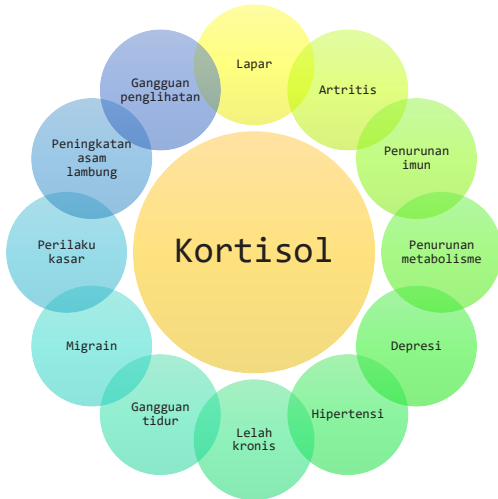 Kortisol
Lapar
Artritis
Penurunan
imun
Penurunan
metabolisme
Depresi
Hipertensi
Lelah
kronis
Gangguan
tidur
Migrain
Perilaku
kasar
Peningkatan
asam
lambung
Gangguan
penglihatan